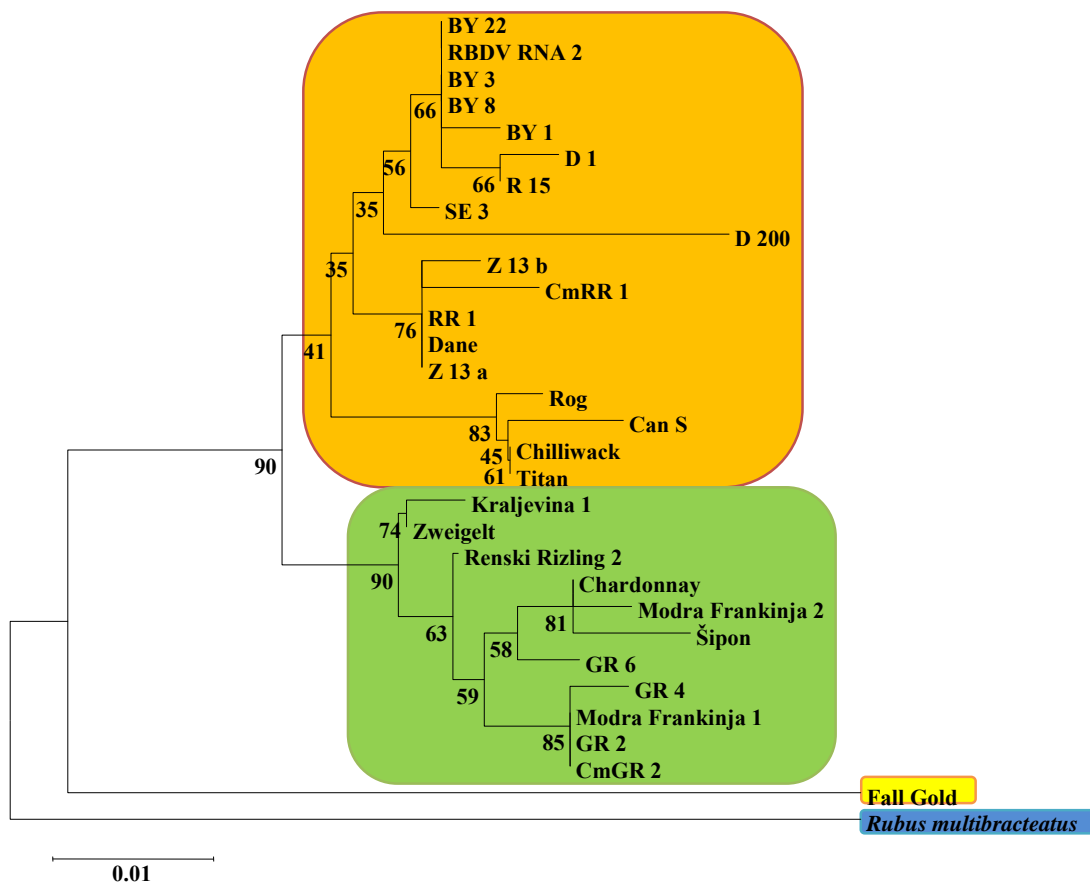 BY 22
RBDV RNA 2
BY 3
BY 8
66
BY 1
D 1
56
66
R 15
35
SE 3
D 200
Z 13 b
35
CmRR 1
RR 1
76
Dane
41
Z 13 a
Rog
83
Can S
45
Chilliwack
90
61
Titan
Kraljevina 1
74
Zweigelt
Renski Rizling 2
90
Chardonnay
Modra Frankinja 2
81
63
Šipon
58
GR 6
59
GR 4
Modra Frankinja 1
85
GR 2
CmGR 2
Fall Gold
Rubus multibracteatus
0.01